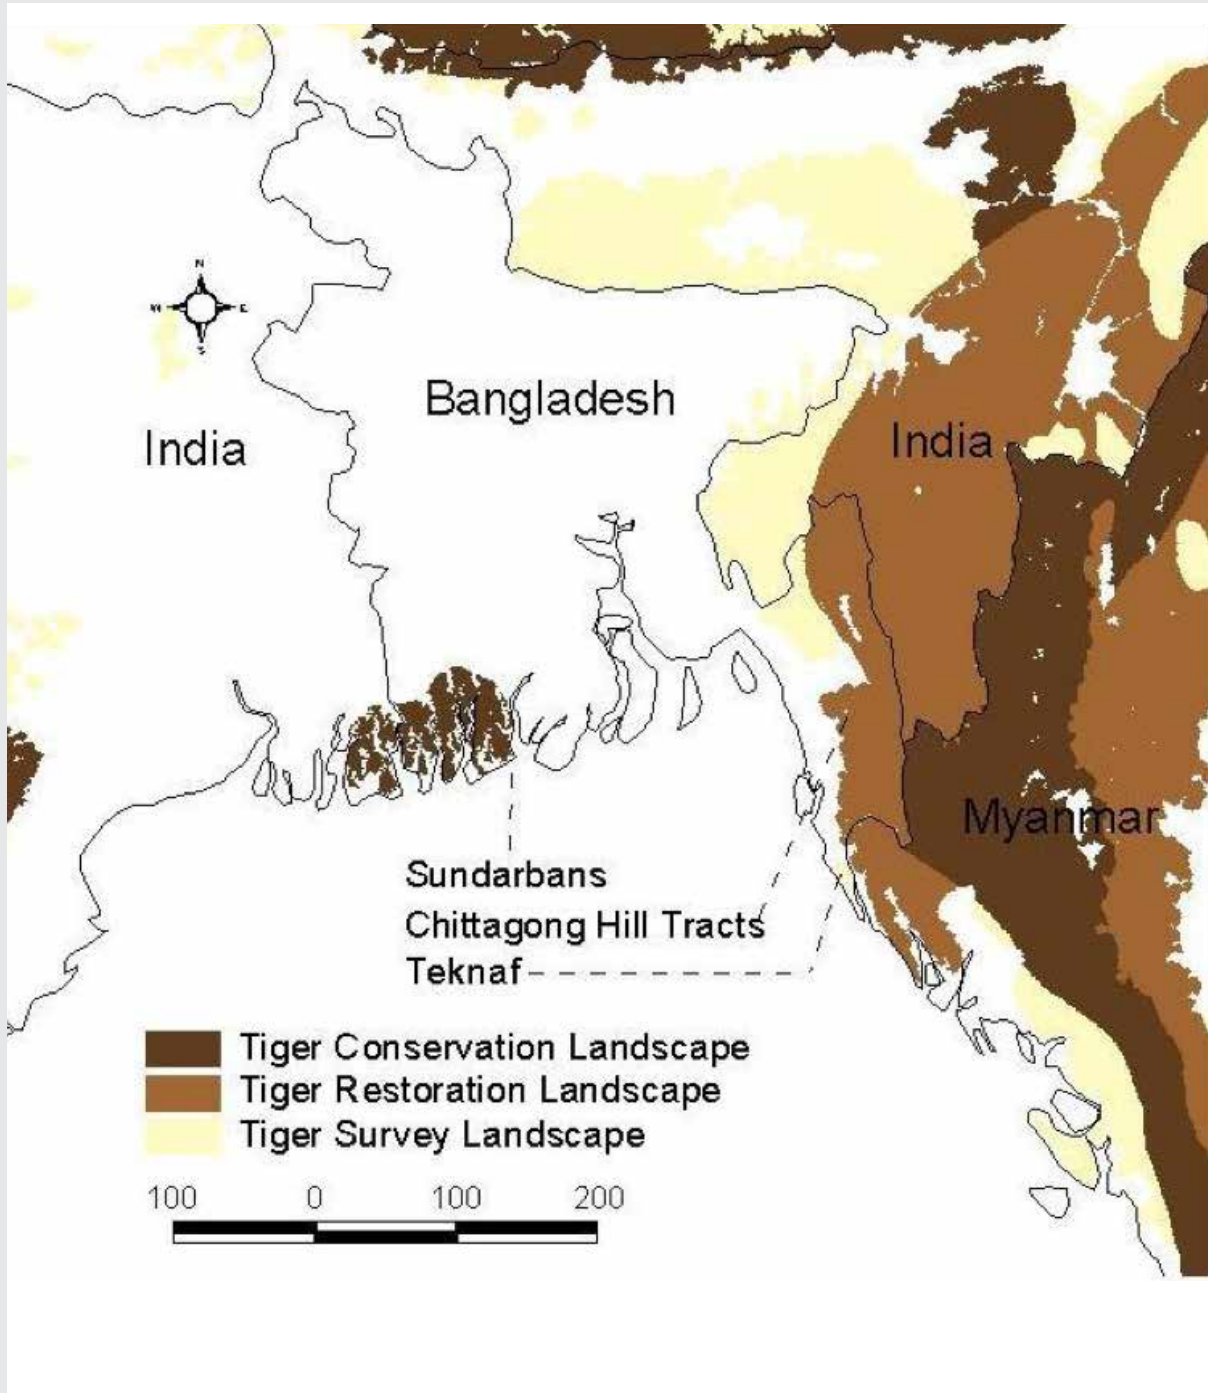 N
W E
S
Bangladesh
India
India
Myanmar
Sundarbans
Chittagong Hill Tracts
Teknaf
Tiger Conservation Landscape
Tiger Restoration Landscape
Tiger Survey Landscape
100 0 100 200